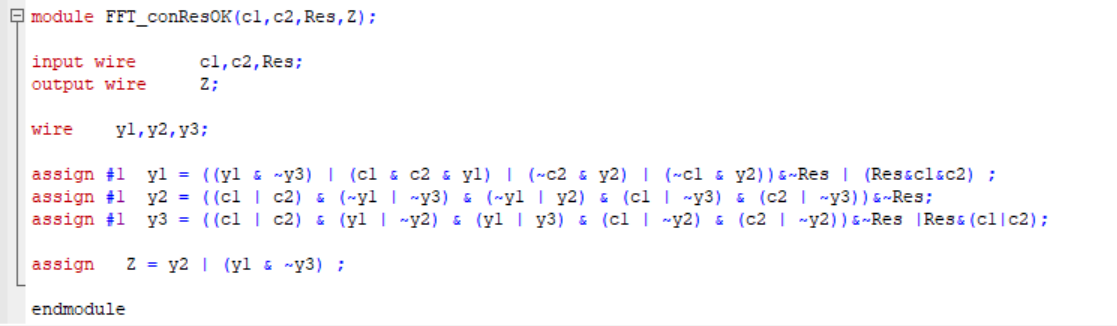 module FFT_conResOK(c1,c2,Res,Z);
input wire c1,c2,Res;
output wire Z;
wire y1,y2,y3;
assign #1 y1 = ((y1 & ~y3) | (c1 & c2 & y1) | (~c2 & y2) | (~c1 & y2))&~Res | (Res&c1&c2) ;
assign #1 y2 = ((c1 | c2) & (~y1 | ~y3) & (~y1 | y2) & (c1 | ~y3) & (c2 | ~y3))&~Res;
assign #1 y3 = ((c1 | c2) & (y1 | ~y2) & (y1 | y3) & (c1 | ~y2) & (c2 | ~y2))&~Res |Res&(c1|c2);
assign Z = y2 | (y1 & ~y3) ;
endmodule